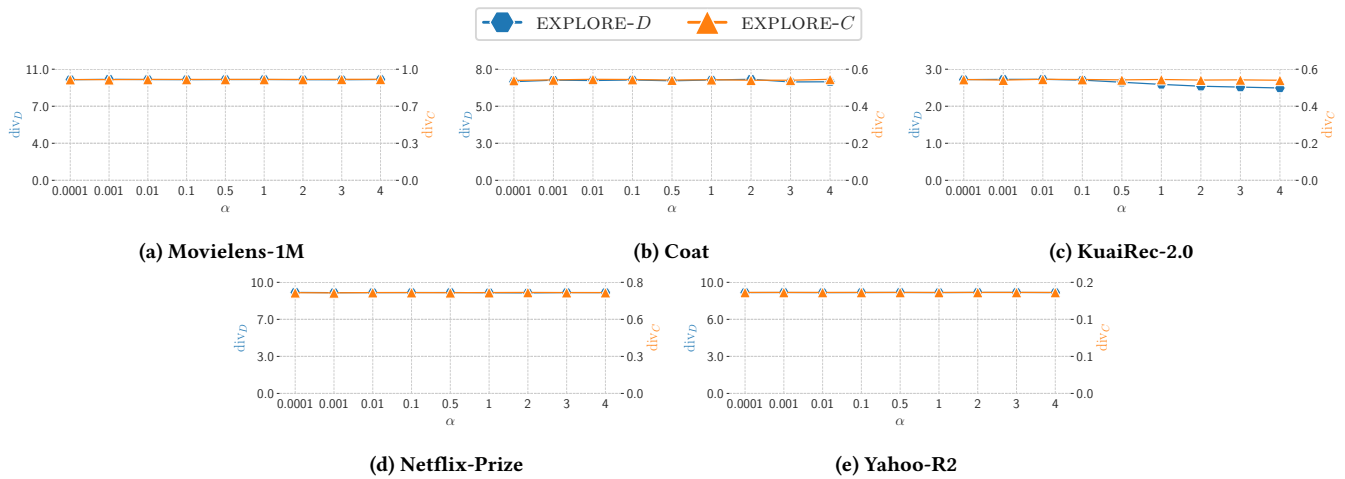 EXPLORE-D EXPLORE-C
11.0 1.0
7.0 0.7
4.0 0.3
0.0 0.0
div_D div_C
0.0001 0.001 0.01 0.1 0.5 1 2 3 4
α
(a) Movielens-1M
8.0 0.6
5.0 0.4
3.0 0.2
0.0 0.0
div_D div_C
0.0001 0.001 0.01 0.1 0.5 1 2 3 4
α
(b) Coat
3.0 0.6
2.0 0.4
1.0 0.2
0.0 0.0
div_D div_C
0.0001 0.001 0.01 0.1 0.5 1 2 3 4
α
(c) KuaiRec-2.0
10.0 0.8
7.0 0.6
3.0 0.3
0.0 0.0
div_D div_C
0.0001 0.001 0.01 0.1 0.5 1 2 3 4
α
(d) Netflix-Prize
10.0 0.2
6.0 0.1
3.0 0.1
0.0 0.0
div_D div_C
0.0001 0.001 0.01 0.1 0.5 1 2 3 4
α
(e) Yahoo-R2